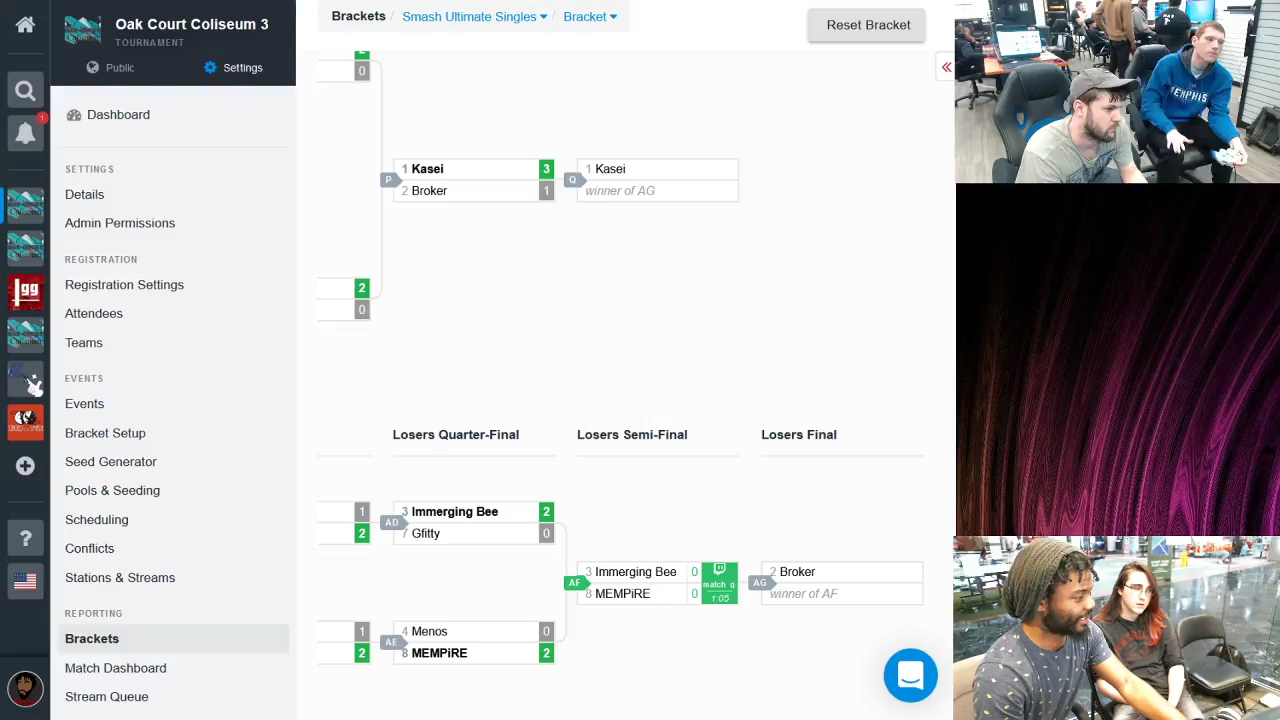 Oak Court Coliseum 3
TOURNAMENT
Public
Settings
Dashboard
SETTINGS
Details
Admin Permissions
REGISTRATION
Registration Settings
Attendees
Teams
EVENTS
Events
Bracket Setup
Seed Generator
Pools & Seeding
Scheduling
Conflicts
Stations & Streams
REPORTING
Brackets
Match Dashboard
Stream Queue
1
.gg
?
Brackets / Smash Ultimate Singles / Bracket
Reset Bracket
2
0
P
1 Kasei 3
2 Broker 1
Q
1 Kasei
winner of AG
2
0
Losers Quarter-Final
Losers Semi-Final
Losers Final
1
2
AD
3 Immerging Bee 2
7 Gfitty 0
AF
3 Immerging Bee 0
8 MEMPiRE 0
match g
1:05
AG
2 Broker
winner of AF
1
2
AE
4 Menos 0
8 MEMPiRE 2
MEMPHIS